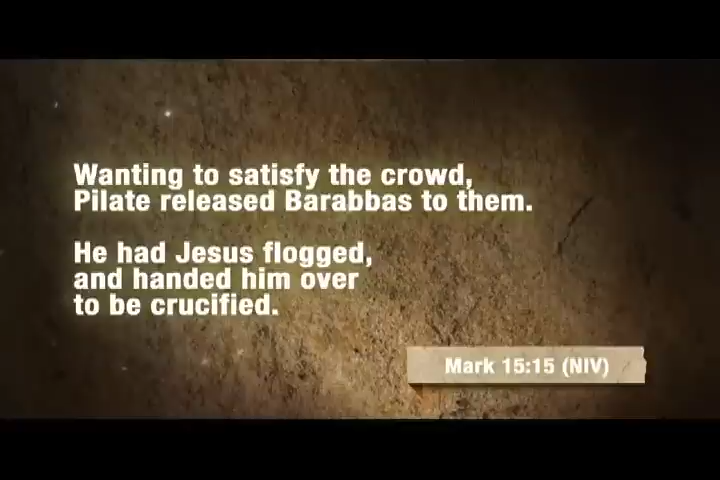 Wanting to satisfy the crowd,
Pilate released Barabbas to them.
He had Jesus flogged,
and handed him over
to be crucified.
Mark 15:15 (NIV)